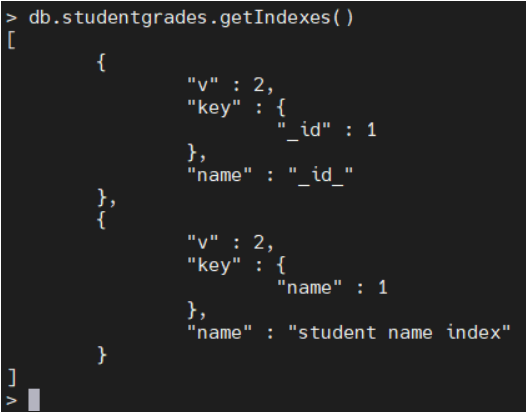 > db.studentgrades.getIndexes()
[
        {
                "v" : 2,
                "key" : {
                        "_id" : 1
                },
                "name" : "_id_"
        },
        {
                "v" : 2,
                "key" : {
                        "name" : 1
                },
                "name" : "student name index"
        }
]
>